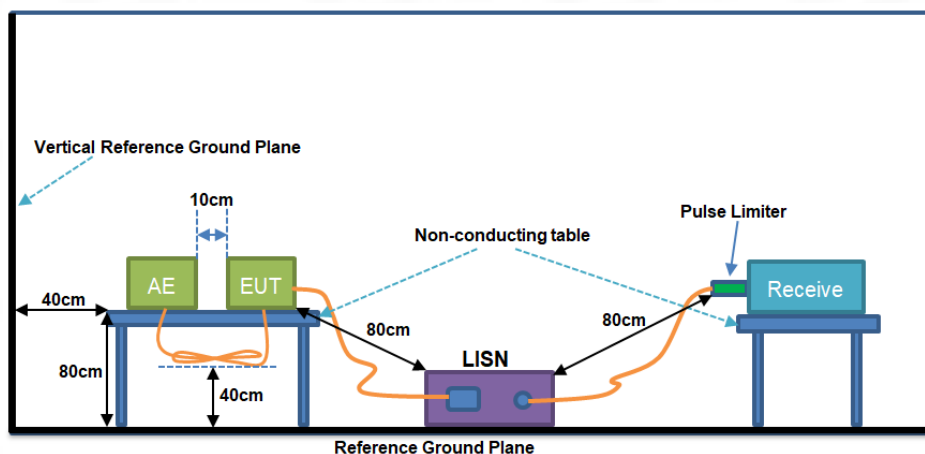 Vertical Reference Ground Plane
10cm
Pulse Limiter
Non-conducting table
AE
EUT
Receive
40cm
80cm
80cm
LISN
80cm
40cm
Reference Ground Plane